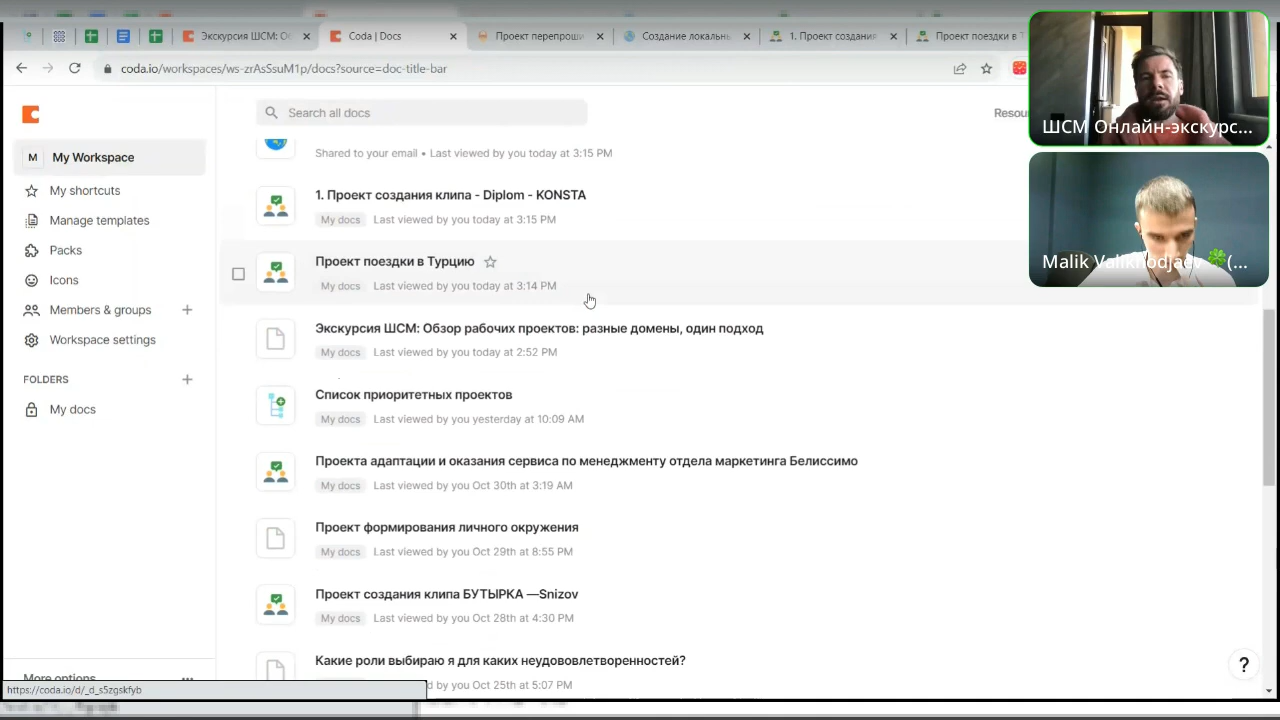 Экскурсия ШСМ: Ос
Coda | Docs
Проект перепрош
Создание локальнь
1. Проект создания
Проект поездки в Т
coda.io/workspaces/ws-zrAsSsuM1p/docs?source=doc-title-bar
Search all docs
Resou
ШСМ Онлайн-экскурс...
Malik Valikhodjaev 🍀(...
M My Workspace
My shortcuts
Manage templates
Packs
Icons
Members & groups
Workspace settings
FOLDERS
My docs
More options
Shared to your email • Last viewed by you today at 3:15 PM
1. Проект создания клипа - Diplom - KONSTA
My docs Last viewed by you today at 3:15 PM
Проект поездки в Турцию
My docs Last viewed by you today at 3:14 PM
Экскурсия ШСМ: Обзор рабочих проектов: разные домены, один подход
My docs Last viewed by you today at 2:52 PM
Список приоритетных проектов
My docs Last viewed by you yesterday at 10:09 AM
Проекта адаптации и оказания сервиса по менеджменту отдела маркетинга Белиссимо
My docs Last viewed by you Oct 30th at 3:19 AM
Проект формирования личного окружения
My docs Last viewed by you Oct 29th at 8:55 PM
Проект создания клипа БУТЫРКА —Snizov
My docs Last viewed by you Oct 28th at 4:30 PM
Какие роли выбираю я для каких неудововлетворенностей?
d by you Oct 25th at 5:07 PM
?
https://coda.io/d/_d_s5zgskfyb